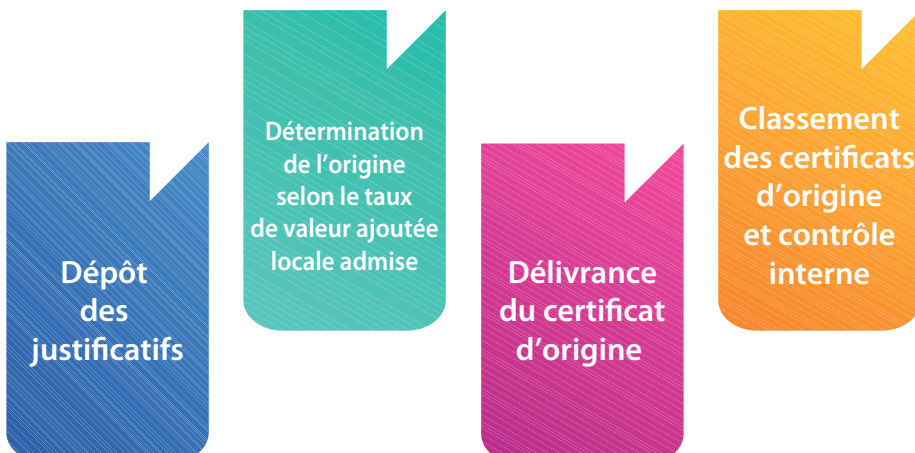 Dépôt
des
justificatifs
Détermination
de l'origine
selon le taux
de valeur ajoutée
locale admise
Délivrance
du certificat
d'origine
Classement
des certificats
d'origine
et contrôle
interne